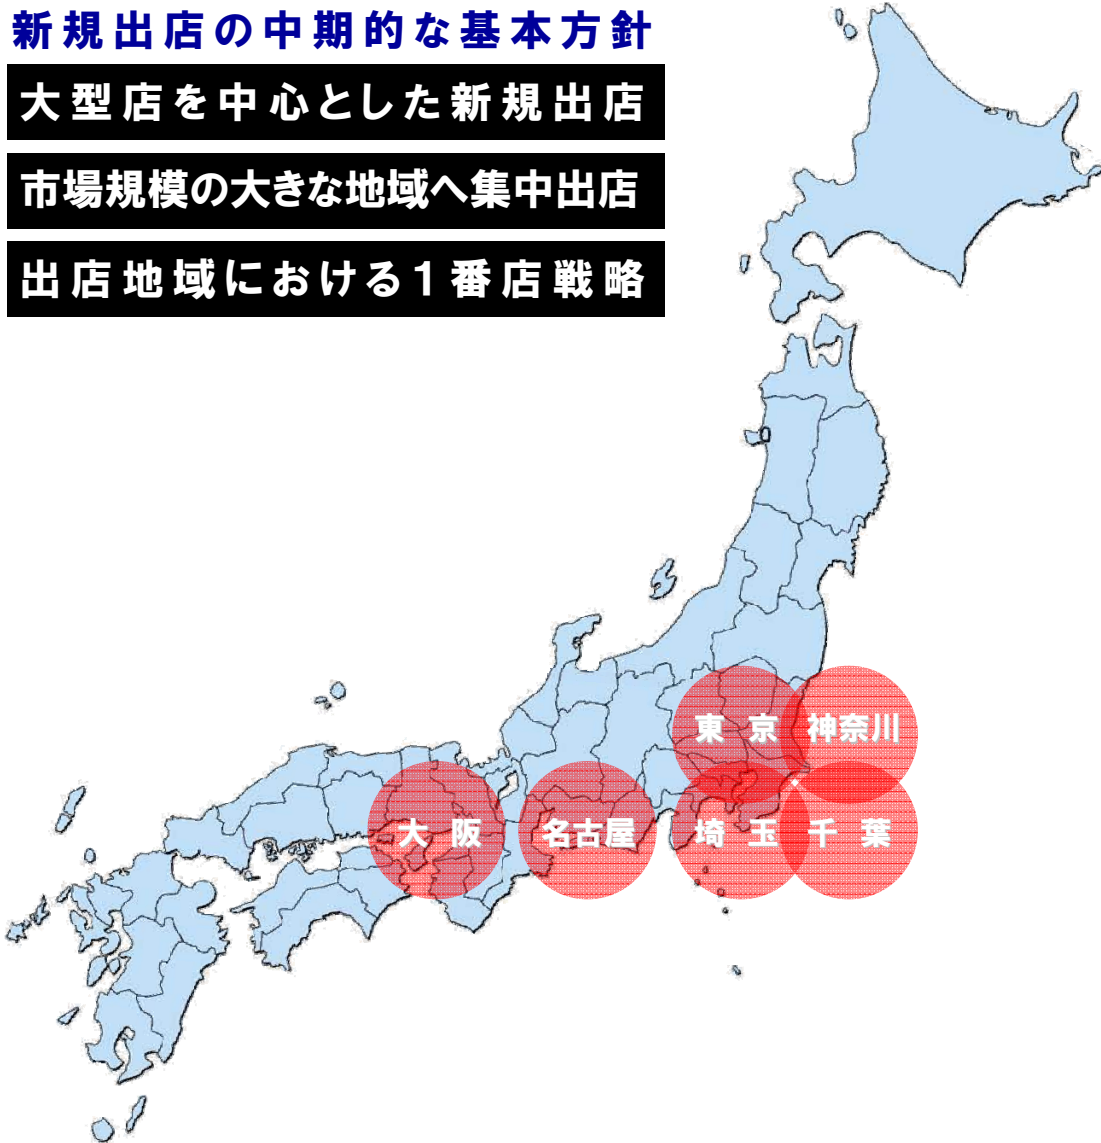 新規出店の中期的な基本方針
大型店を中心とした新規出店
市場規模の大きな地域へ集中出店
出店地域における1番店戦略
東京 神奈川
大阪 名古屋 埼玉 千葉